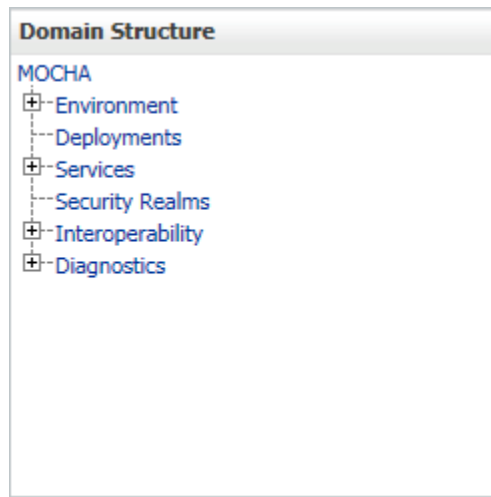 Domain Structure
MOCHA
Environment
Deployments
Services
Security Realms
Interoperability
Diagnostics